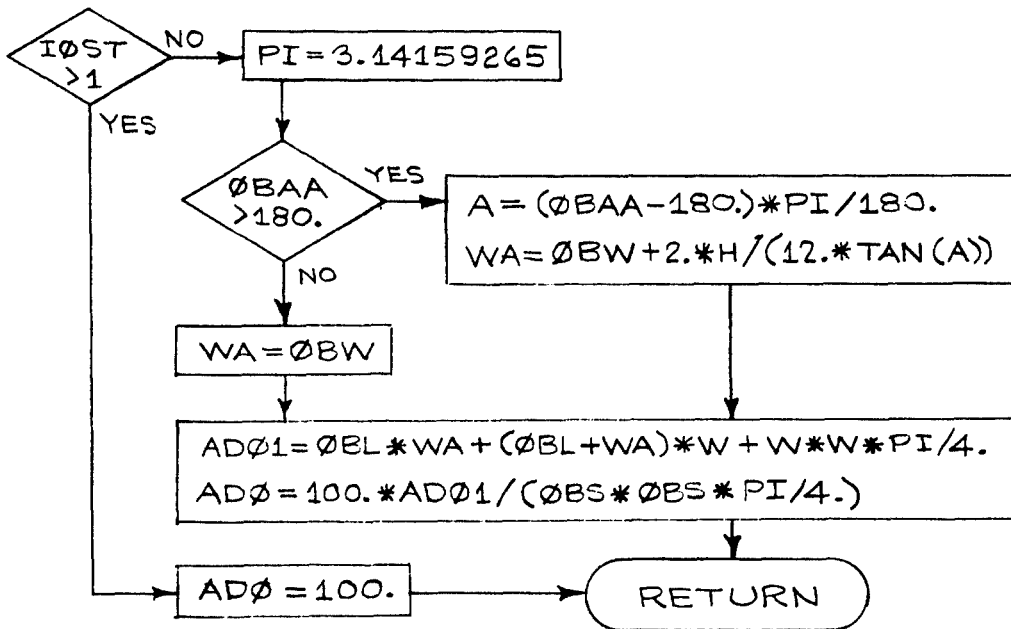 IØST
>1
NO
PI=3.14159265
YES
ØBAA
>180.
YES
A=(ØBAA-180.)*PI/180.
WA=ØBW+2.*H/(12.*TAN(A))
NO
WA=ØBW
ADØ1=ØBL*WA+(ØBL+WA)*W+W*W*PI/4.
ADØ=100.*ADØ1/(ØBS*ØBS*PI/4.)
ADØ=100.
RETURN